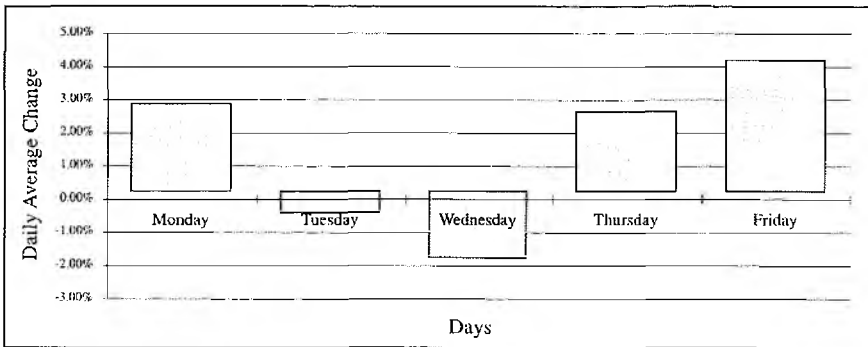 5.00%
4.00%
3.00%
2.00%
1.00%
0.00%
-1.00%
-2.00%
-3.00%
Daily Average Change
Monday
Tuesday
Wednesday
Thursday
Friday
Days